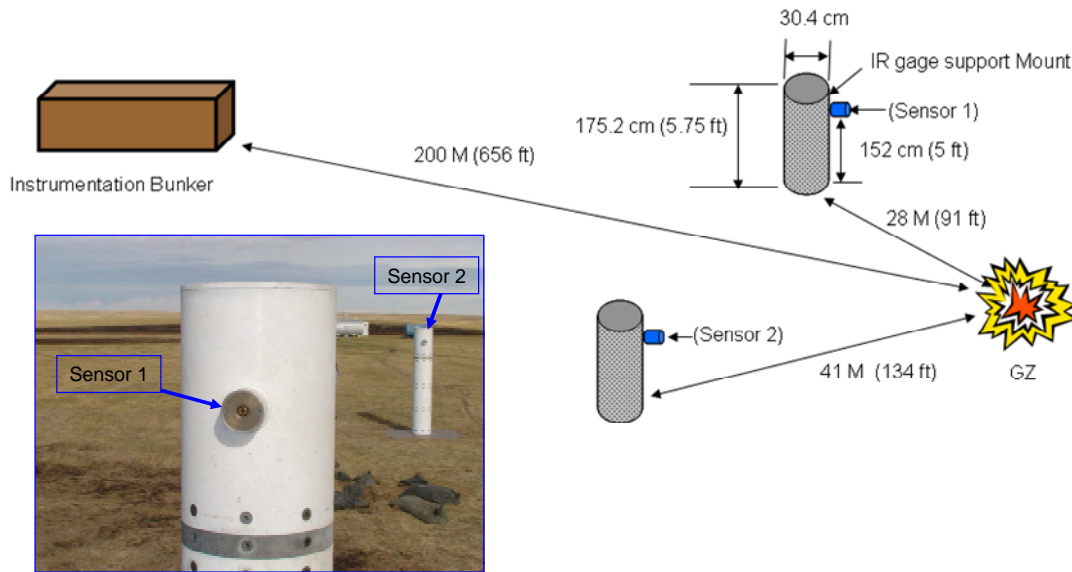 30.4 cm
IR gage support Mount
(Sensor 1)
175.2 cm (5.75 ft)
152 cm (5 ft)
200 M (656 ft)
Instrumentation Bunker
28 M (91 ft)
Sensor 2
Sensor 1
(Sensor 2)
41 M (134 ft)
GZ